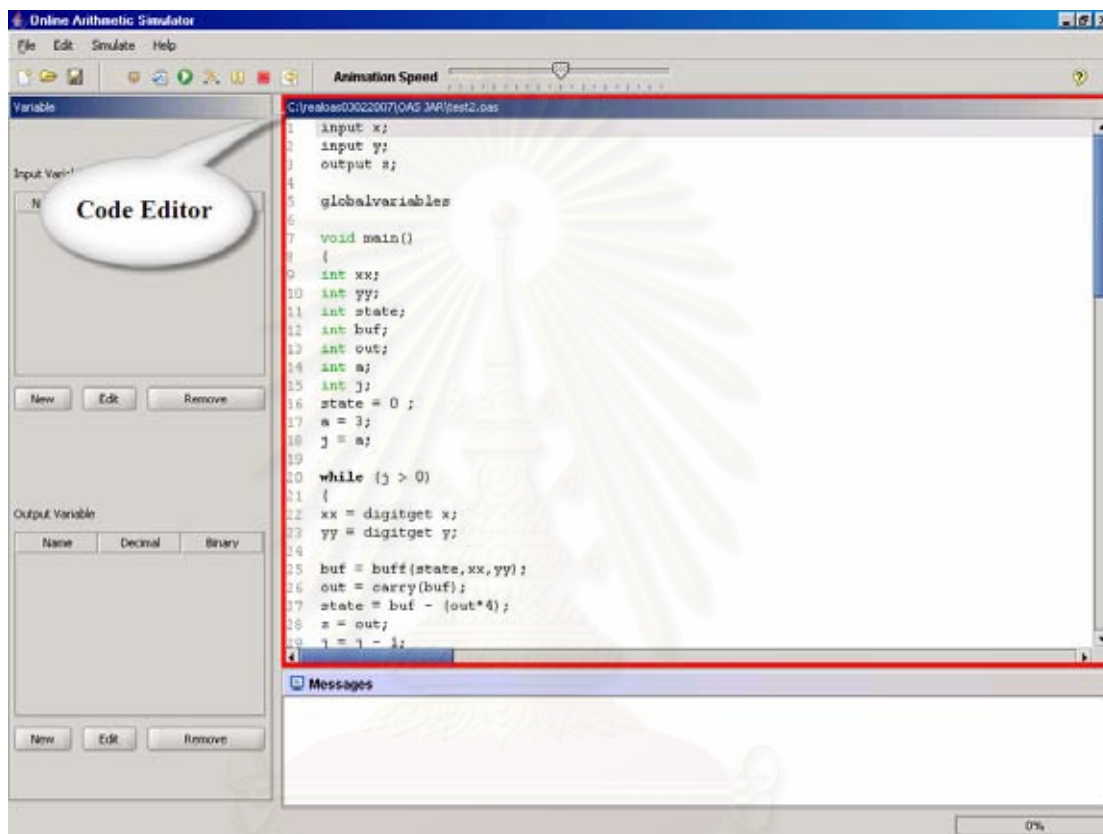 Online Arithmetic Simulator
File Edit Simulate Help
Animation Speed
Variable
C:\realoas03022007\OAS JAR\test2.oas
Code Editor
1 input x;
2 input y;
3 output z;
4
5 globalvariables
6
7 void main()
8 {
9 int xx;
10 int yy;
11 int state;
12 int buf;
13 int out;
14 int a;
15 int j;
16 state = 0 ;
17 a = 3;
18 j = a;
19
20 while (j > 0)
21 {
22 xx = digitget x;
23 yy = digitget y;
24
25 buf = buff(state,xx,yy);
26 out = carry(buf);
27 state = buf - (out*4);
28 z = out;
29 j = j - 1;
Input
N
New Edit Remove
Output Variable
Name Decimal Binary
New Edit Remove
Messages
0%